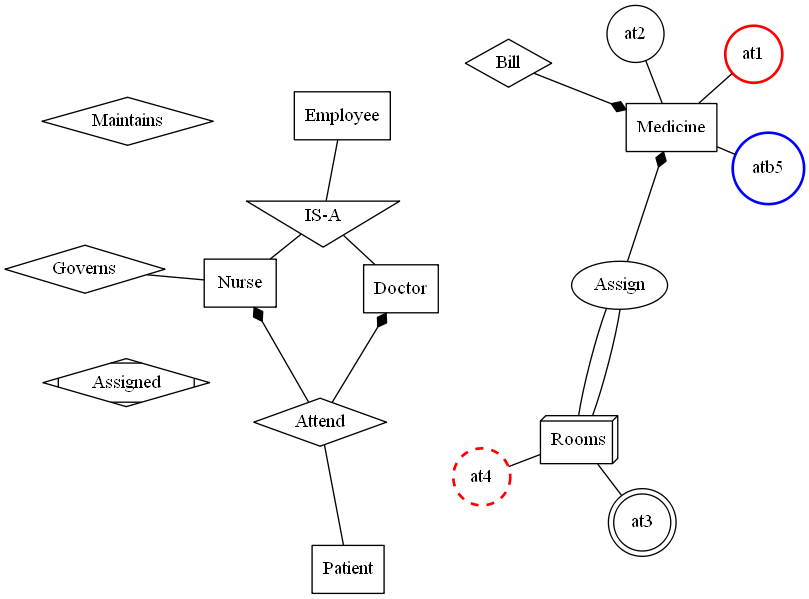 at2
at1
Bill
Employee
Maintains
Medicine
atb5
IS-A
Governs
Nurse
Doctor
Assign
Assigned
Attend
Rooms
at4
at3
Patient